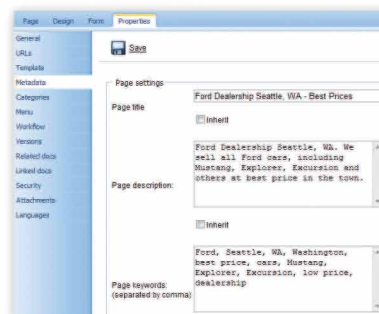 Page Design Form Properties
General
URLs
Template
Metadata
Categories
Menu
Workflow
Versions
Related docs
Linked docs
Security
Attachments
Languages
Save
Page settings
Page title
Ford Dealership Seattle, WA - Best Prices
Inherit
Page description:
Ford Dealership Seattle, WA. We
sell all Ford cars, including
Mustang, Explorer, Excursion and
others at best price in the town.
Inherit
Page keywords:
(separated by comma)
Ford, Seattle, WA, Washington,
best price, cars, Mustang,
Explorer, Excursion, low price,
dealership